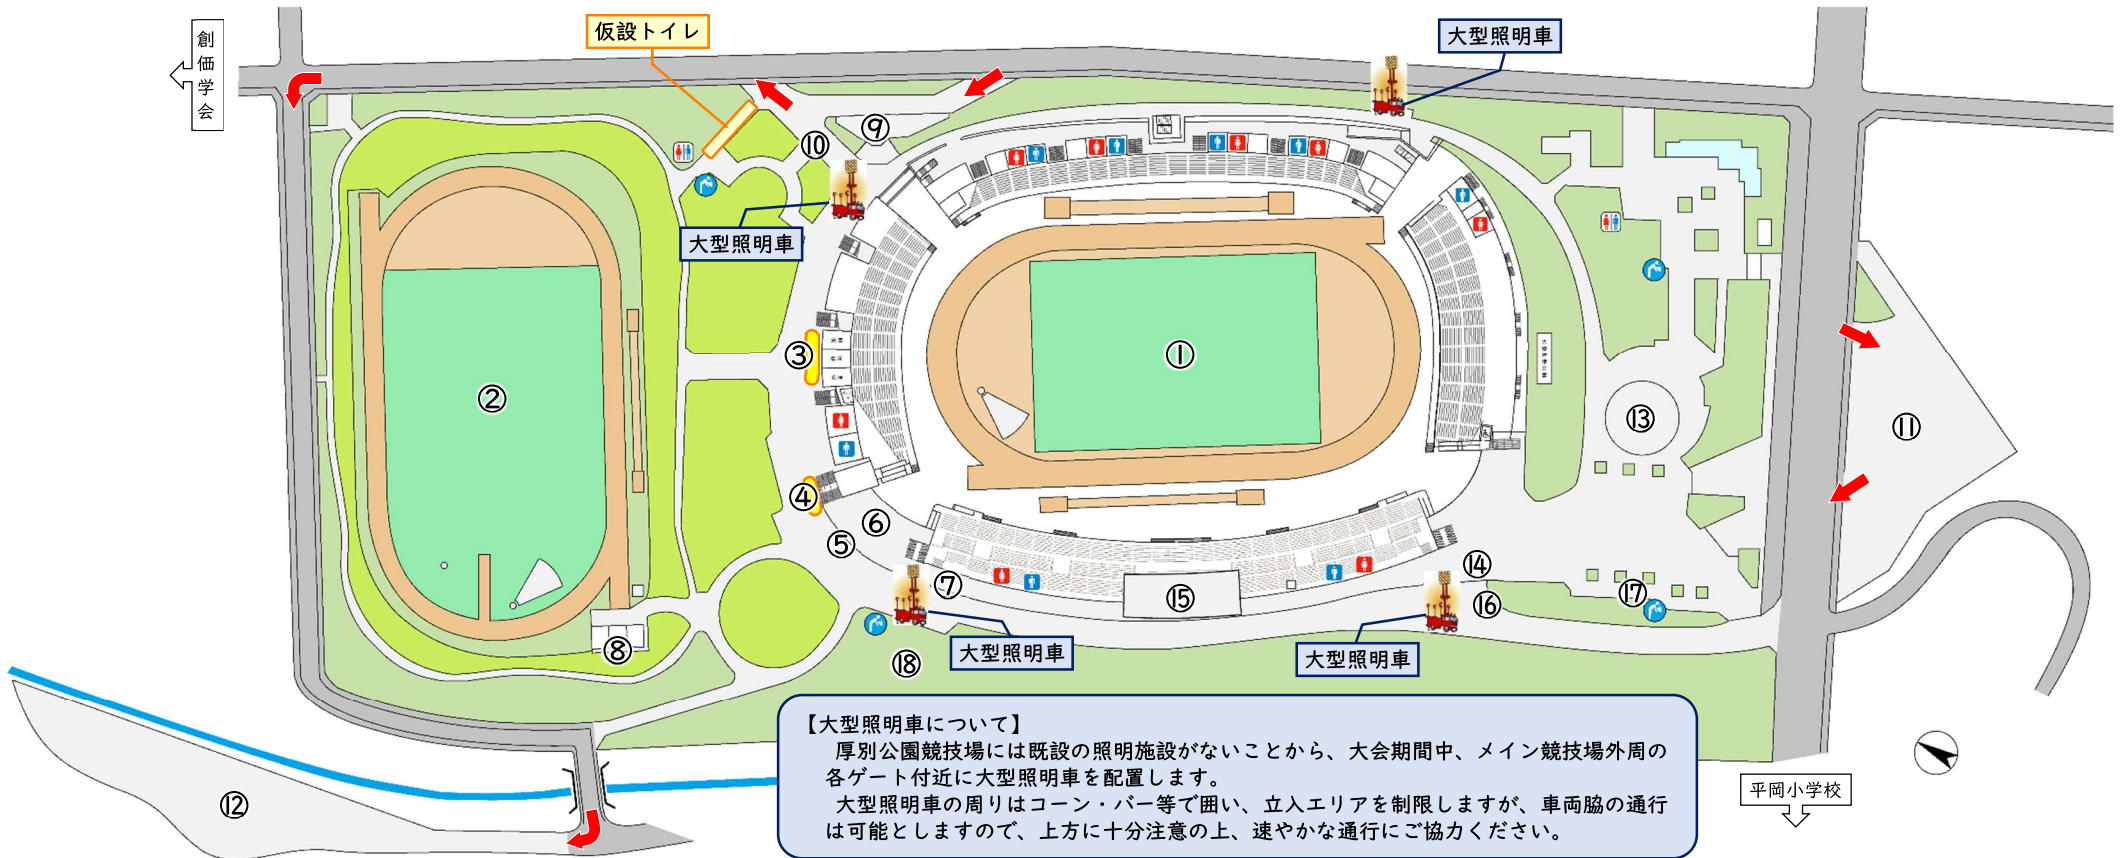 創価学会
仮設トイレ
大型照明車
⑨
⑩
大型照明車
③
①
②
⑬
⑪
④
⑥
⑤
⑭
⑦
⑮
⑯
⑰
⑧
大型照明車
大型照明車
⑱
【大型照明車について】
厚別公園競技場には既設の照明施設がないことから、大会期間中、メイン競技場外周の
各ゲート付近に大型照明車を配置します。
大型照明車の周りはコーン・バー等で囲い、立入エリアを制限しますが、車両脇の通行
は可能としますので、上方に十分注意の上、速やかな通行にご協力ください。
平岡小学校
⑫